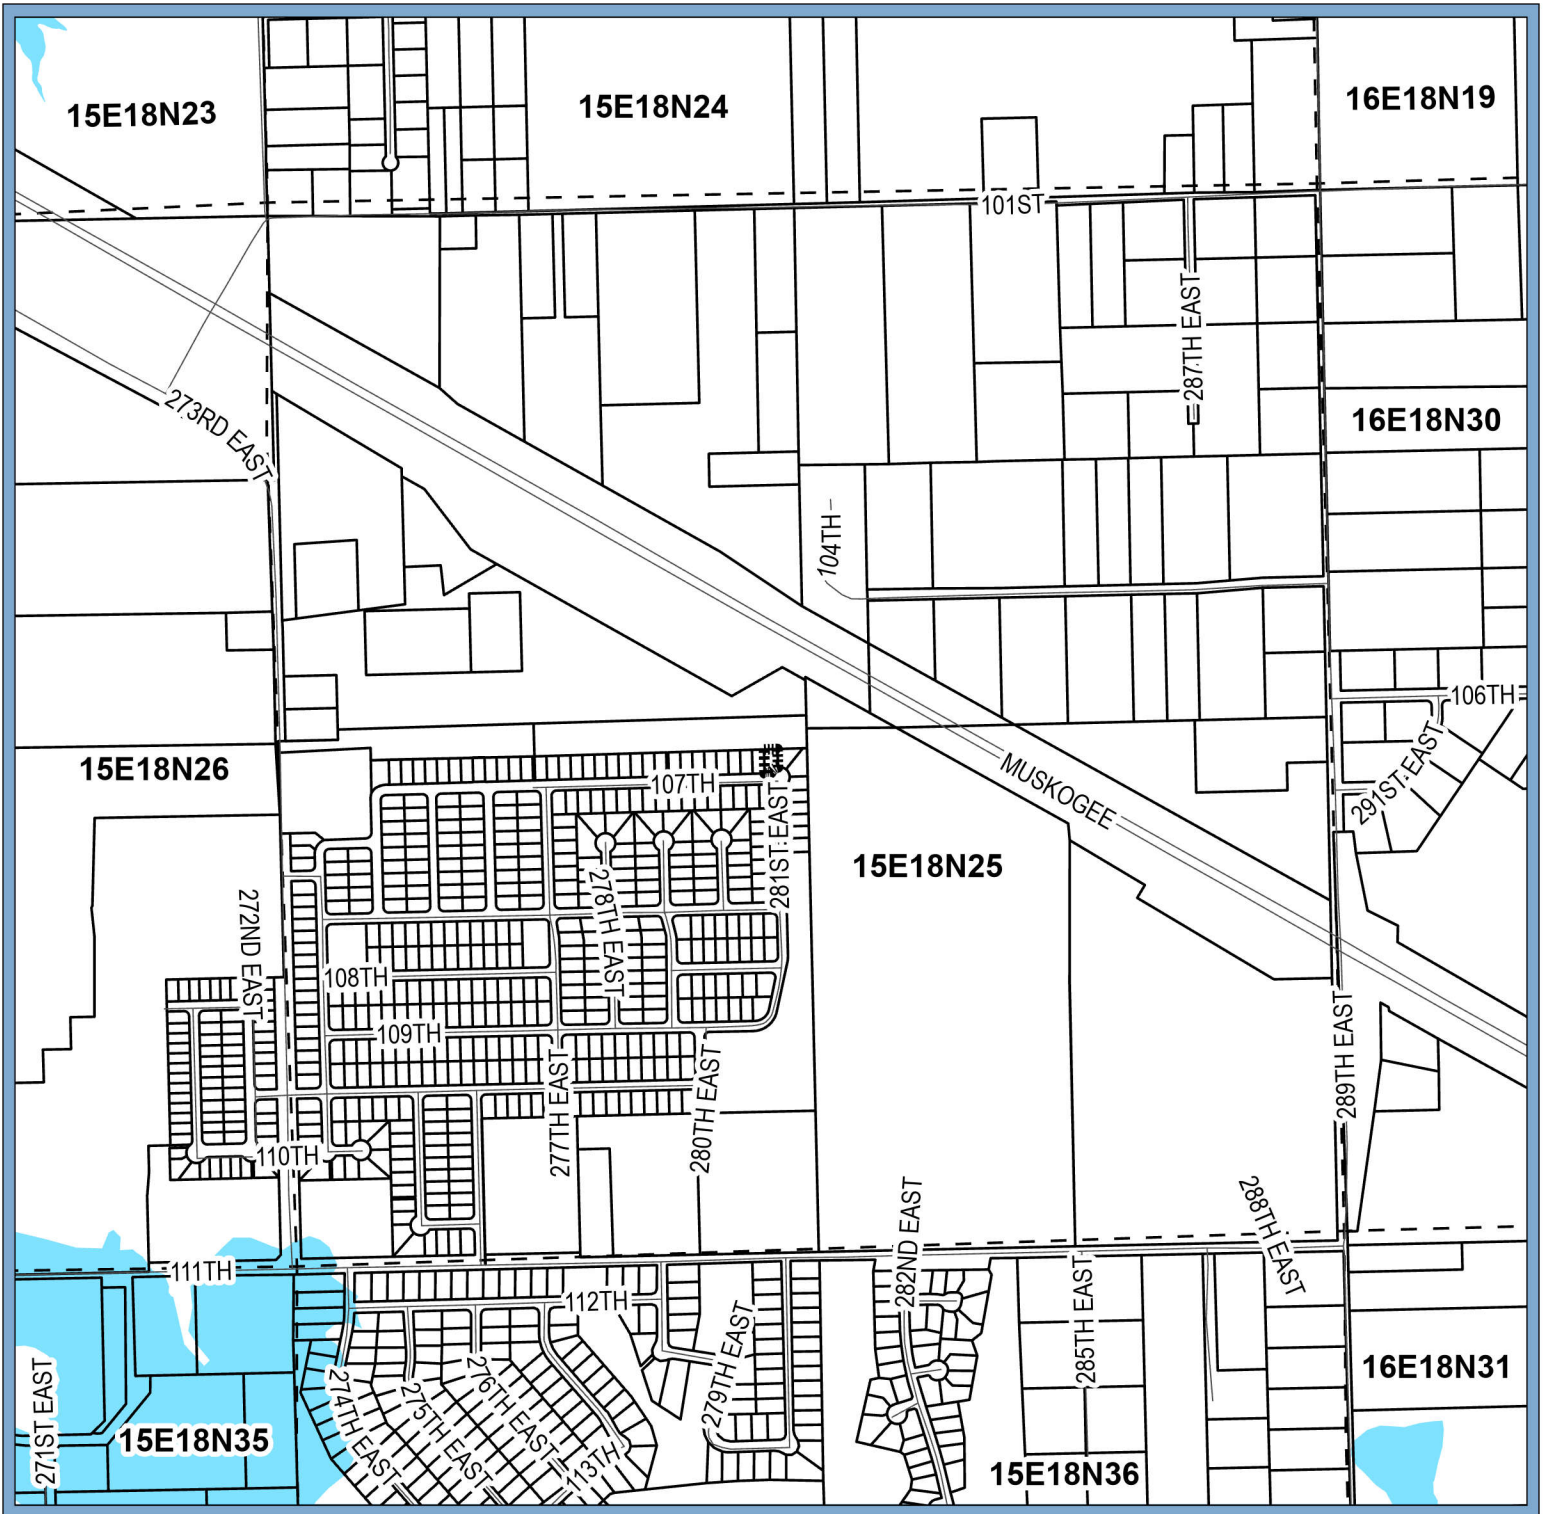 15E18N23
15E18N24
16E18N19
101ST
287TH EAST
273RD EAST
16E18N30
104TH
106TH
15E18N26
107TH
MUSKOGEE
291ST EAST
281ST EAST
15E18N25
278TH EAST
272ND EAST
108TH
109TH
277TH EAST
280TH EAST
289TH EAST
110TH
282ND EAST
288TH EAST
111TH
112TH
285TH EAST
279TH EAST
271ST EAST
274TH EAST
275TH EAST
276TH EAST
113TH
16E18N31
15E18N35
15E18N36